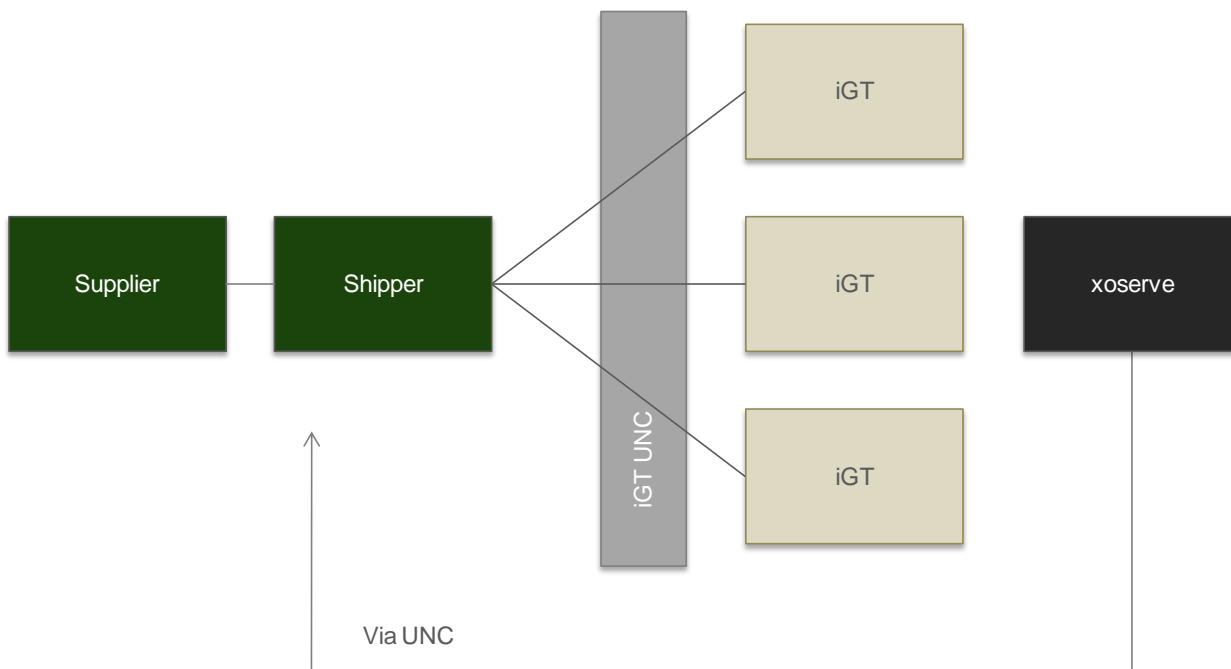 iGT
Supplier
Shipper
iGT
xoserve
iGT
iGT UNC
Via UNC